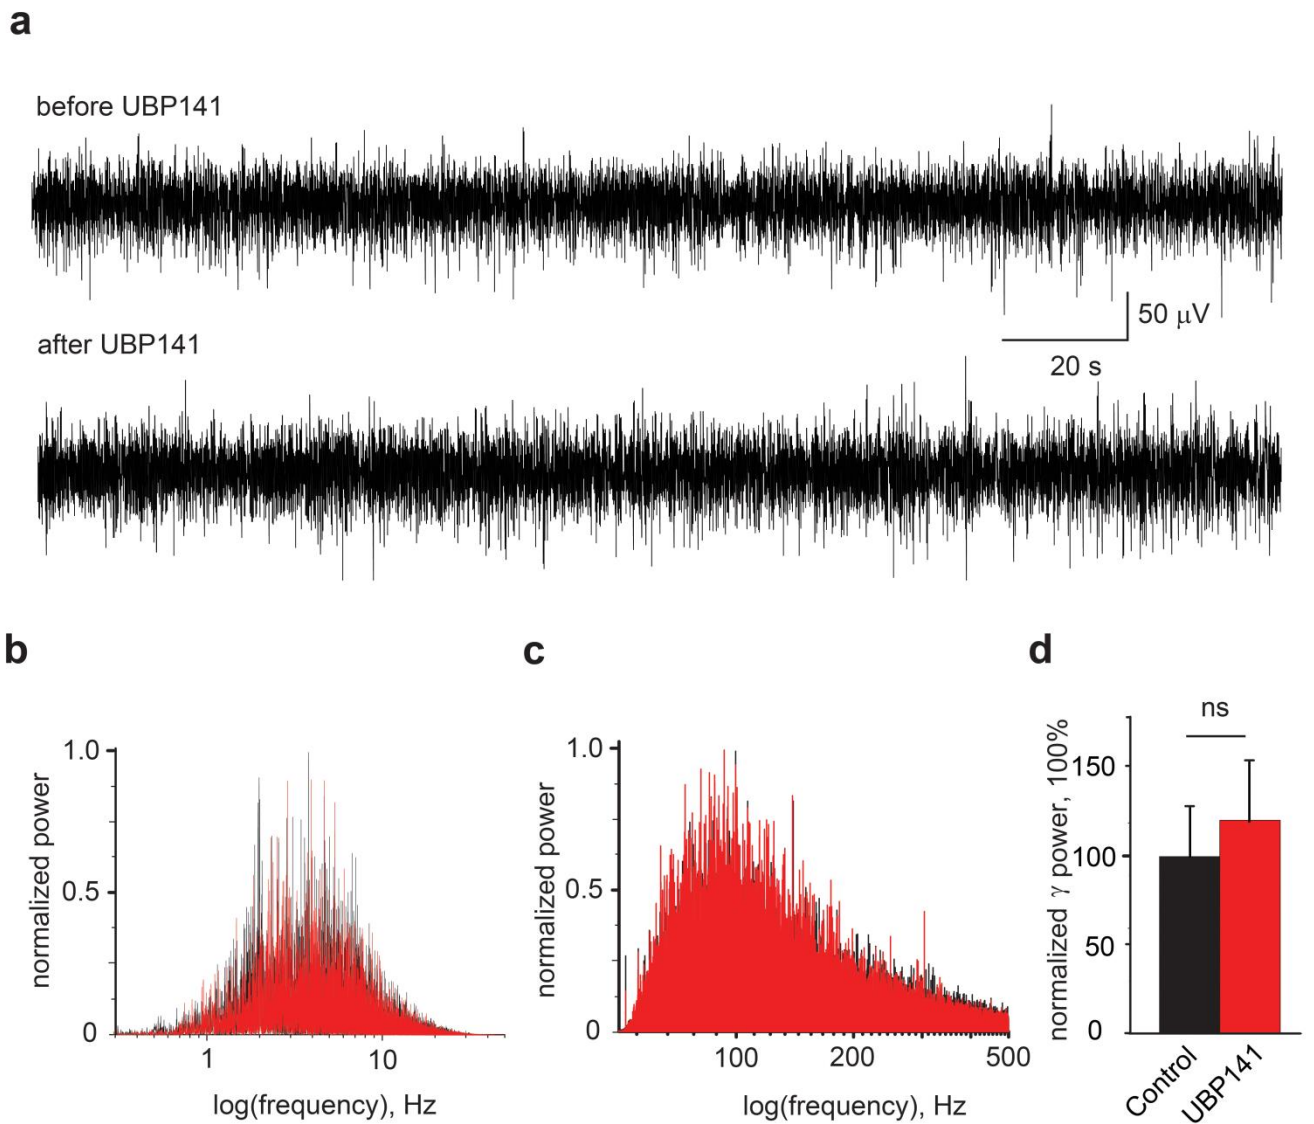 a
before UBP141
50 μV
after UBP141
20 s
b
c
d
ns
1.0
1.0
150
0.5
0.5
100
50
0
0
0
normalized power
normalized power
normalized γ power, 100%
1
10
100
200
500
Control
UBP141
log(frequency), Hz
log(frequency), Hz